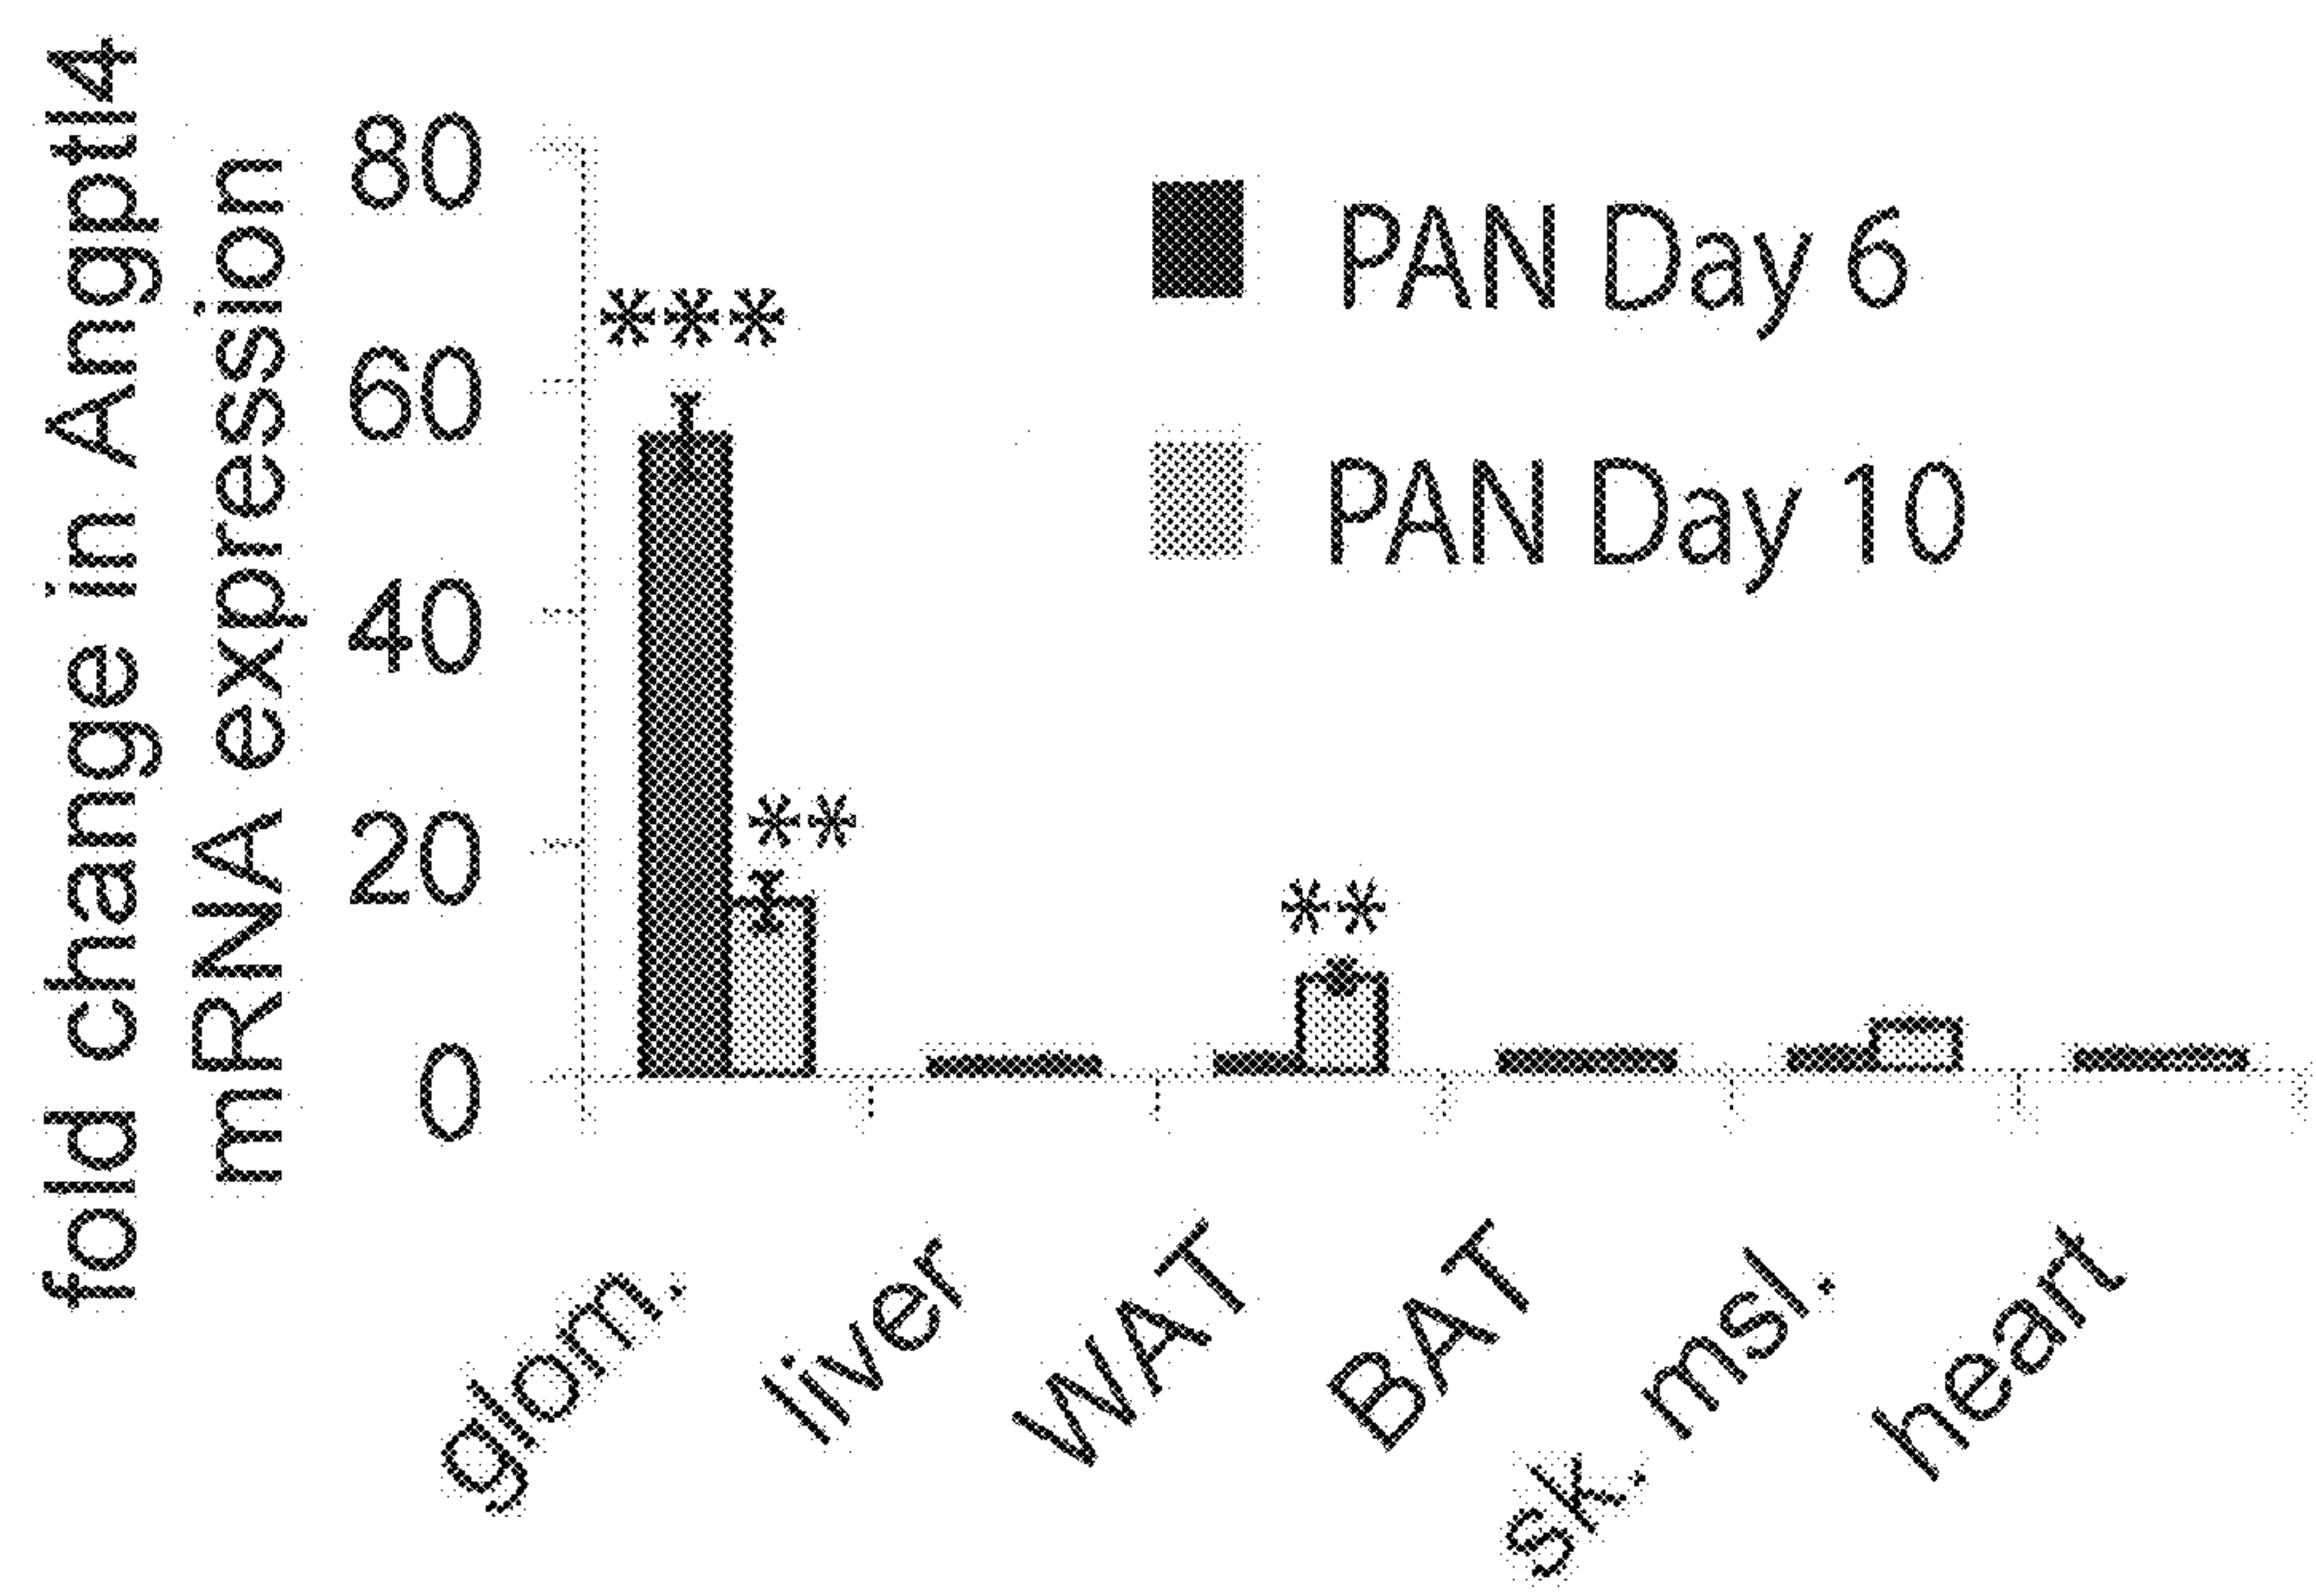 fold change in Angptl4
mRNA expression
80
60
40
20
0
***
**
**
PAN Day 6
PAN Day 10
glom.
liver
WAT
BAT
sk. msl.
heart